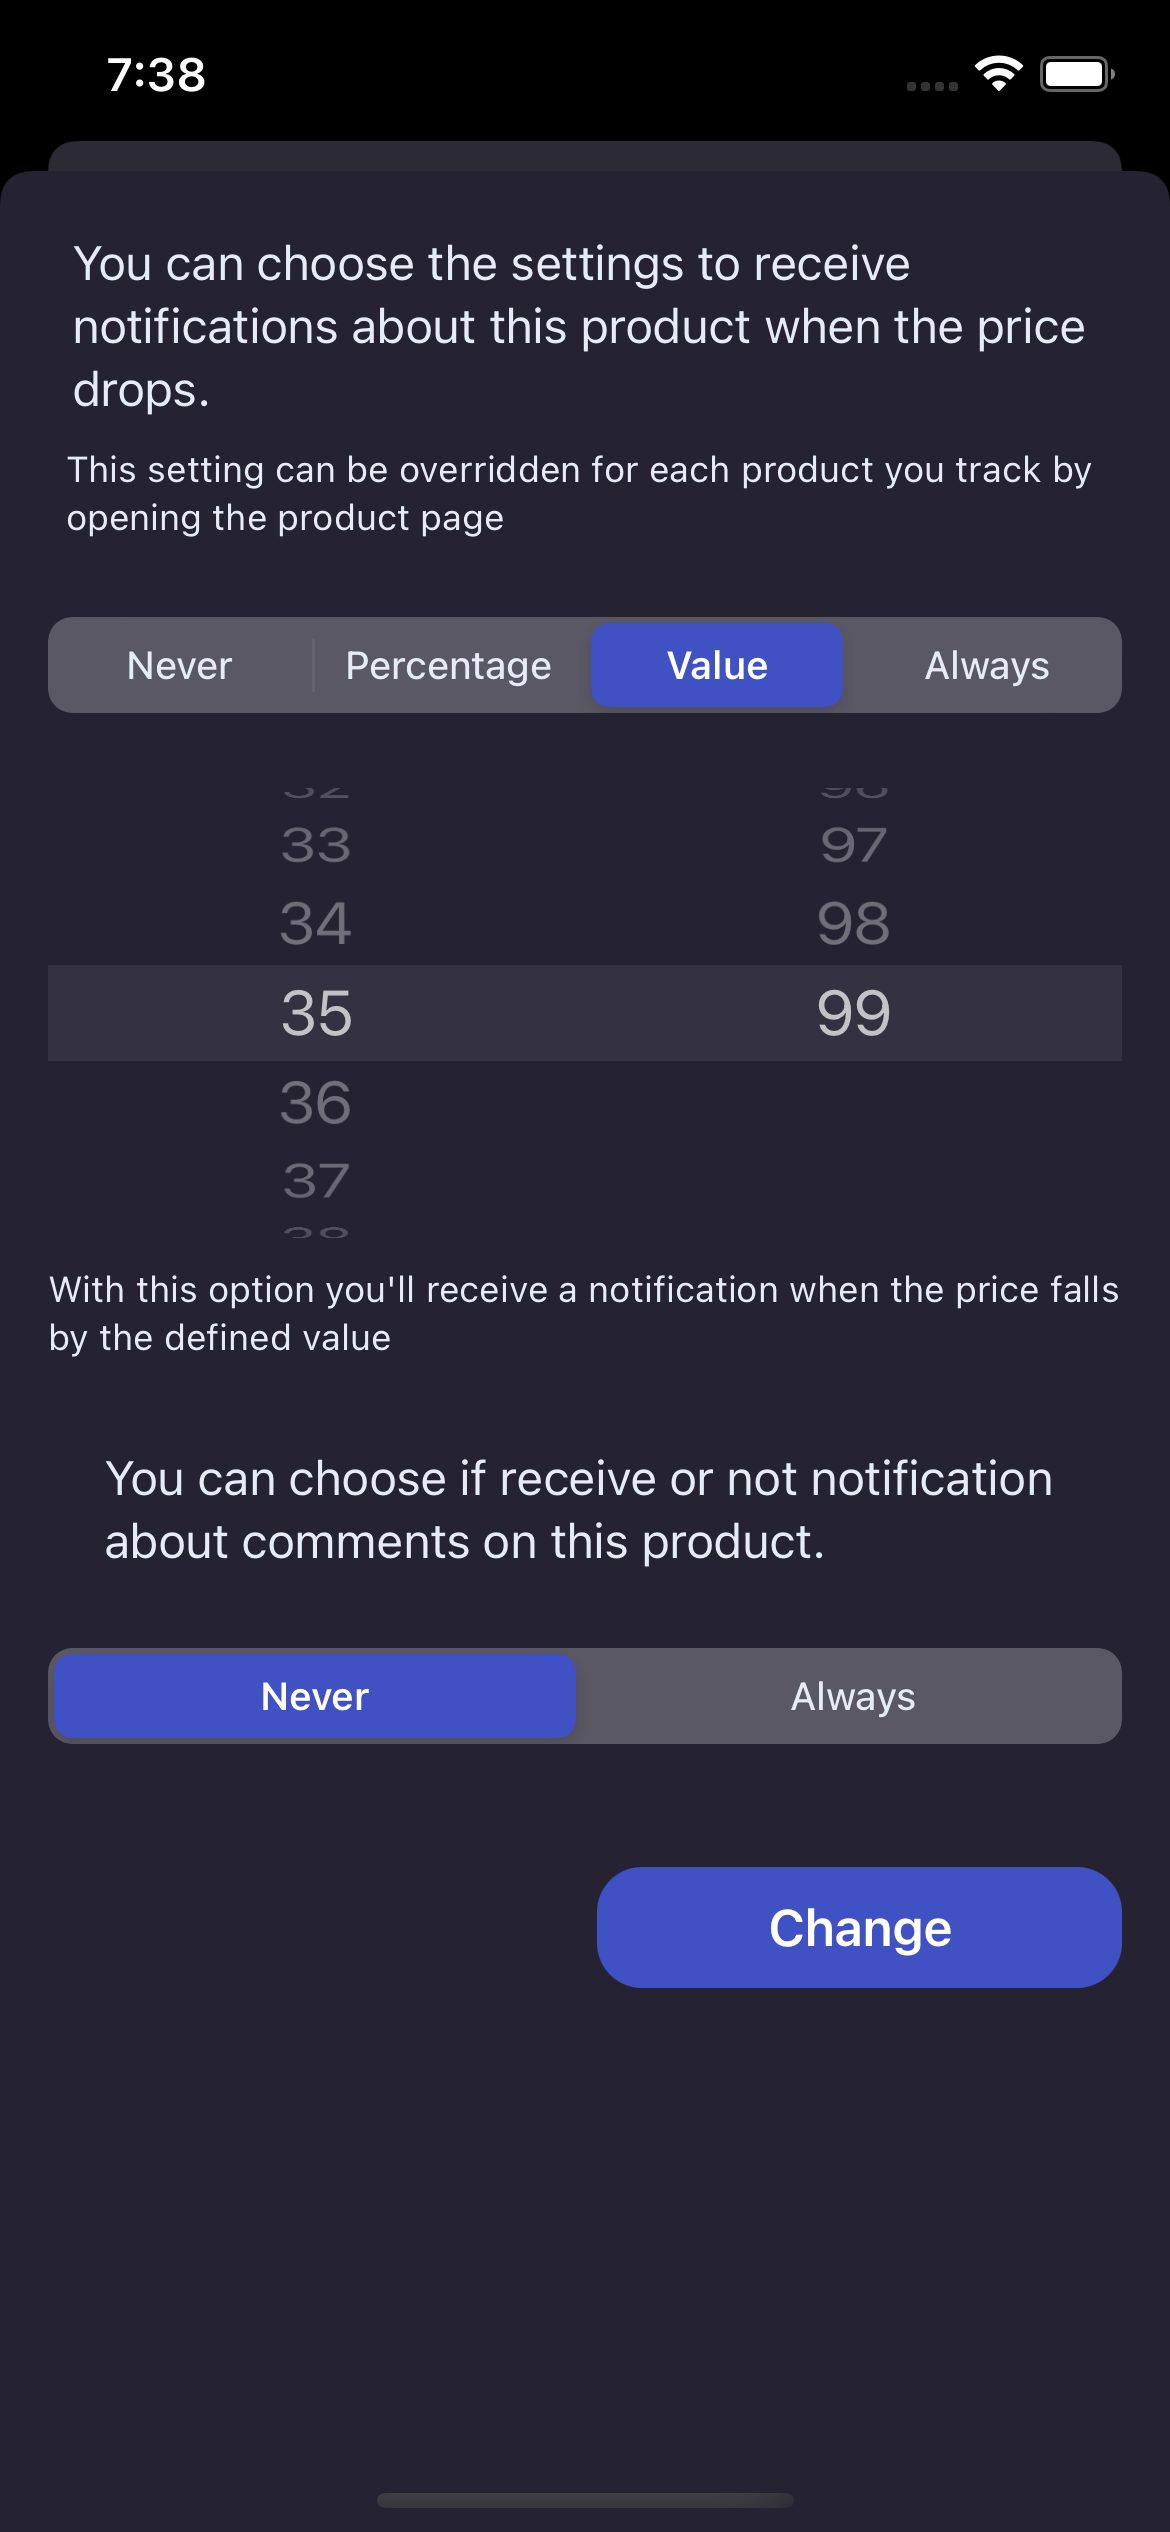 7:38
You can choose the settings to receive
notifications about this product when the price
drops.
This setting can be overridden for each product you track by
opening the product page
Never Percentage Value Always
33 97
34 98
35 99
36
37
With this option you'll receive a notification when the price falls
by the defined value
You can choose if receive or not notification
about comments on this product.
Never Always
Change